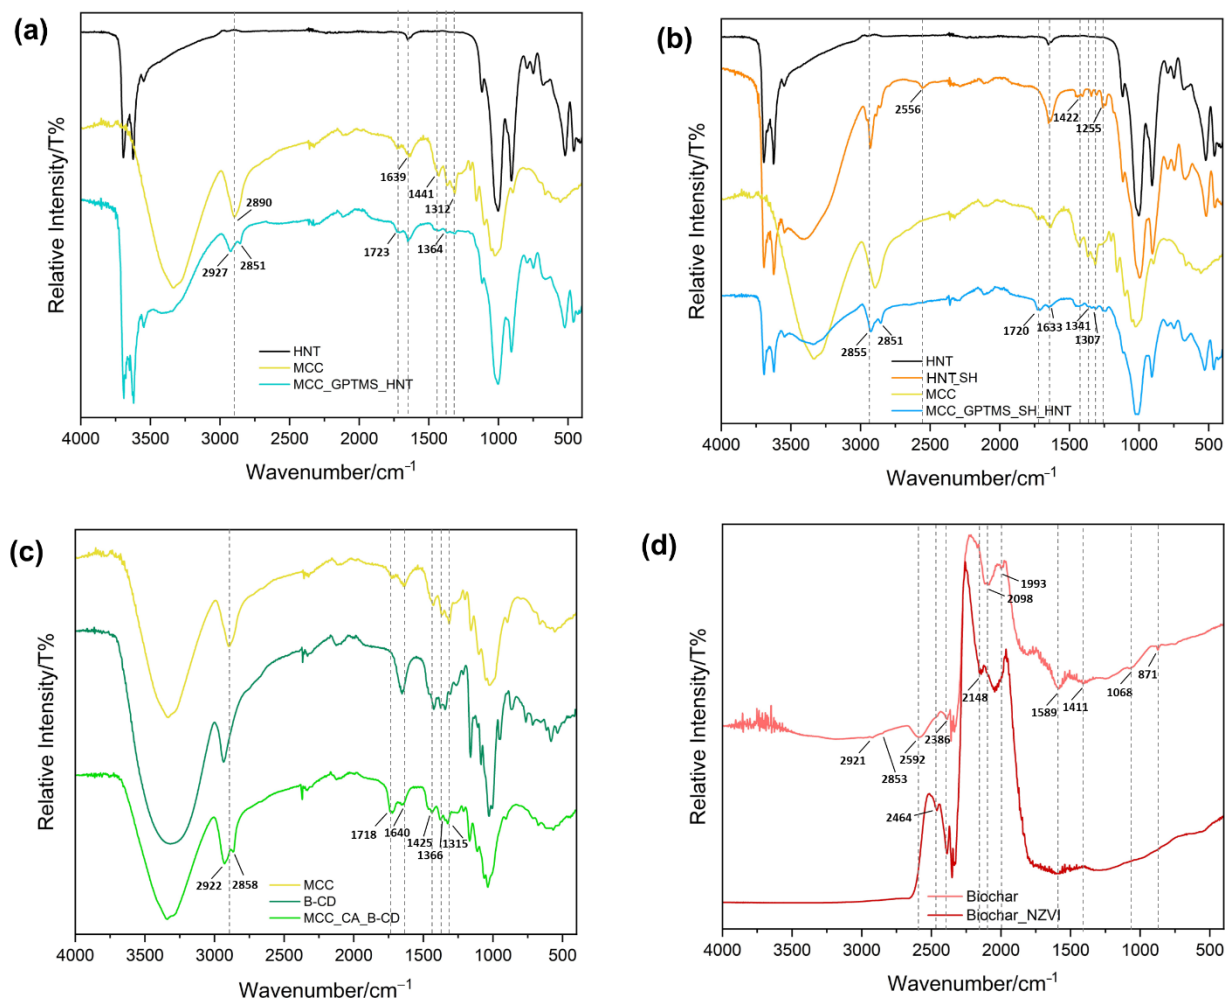 (a)
Relative Intensity/T%
2890
2927
2851
1639
1441
1312
1723
1364
HNT
MCC
MCC_GPTMS_HNT
4000 3500 3000 2500 2000 1500 1000 500
Wavenumber/cm⁻¹
(b)
Relative Intensity/T%
2556
1422
1255
2855
2851
1720
1633
1341
1307
HNT
HNT_SH
MCC
MCC_GPTMS_SH_HNT
4000 3500 3000 2500 2000 1500 1000 500
Wavenumber/cm⁻¹
(c)
Relative Intensity/T%
1718
1640
1425
1366
1315
2922
2858
MCC
B-CD
MCC_CA_B-CD
4000 3500 3000 2500 2000 1500 1000 500
Wavenumber/cm⁻¹
(d)
Relative Intensity/T%
1993
2098
2148
2386
2592
2921
2853
2464
1589
1411
1068
871
Biochar
Biochar_NZVI
4000 3500 3000 2500 2000 1500 1000 500
Wavenumber/cm⁻¹